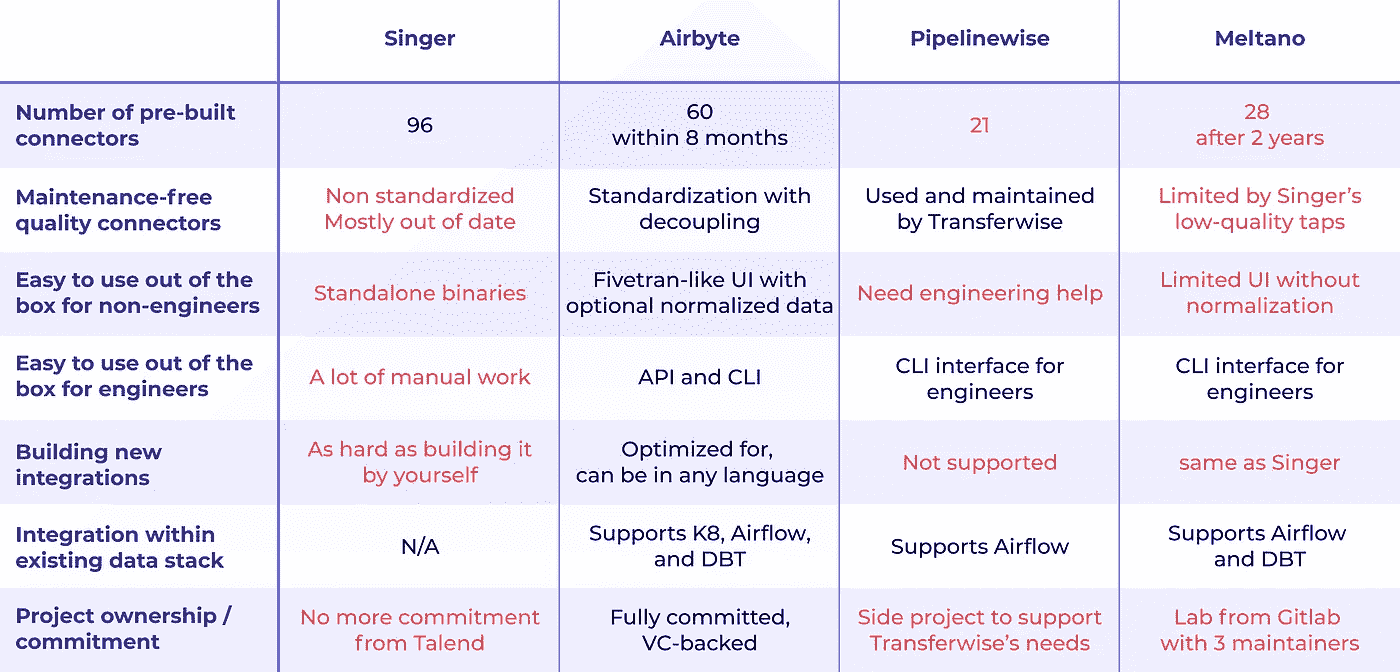 Singer
Airbyte
Pipelinewise
Meltano
Number of pre-built
connectors
96
60
within 8 months
21
28
after 2 years
Maintenance-free
quality connectors
Non standardized
Mostly out of date
Standardization with
decoupling
Used and maintained
by Transferwise
Limited by Singer’s
low-quality taps
Easy to use out of the
box for non-engineers
Standalone binaries
Fivetran-like UI with
optional normalized data
Need engineering help
Limited UI without
normalization
Easy to use out of the
box for engineers
A lot of manual work
API and CLI
CLI interface for
engineers
CLI interface for
engineers
Building new
integrations
As hard as building it
by yourself
Optimized for,
can be in any language
Not supported
same as Singer
Integration within
existing data stack
N/A
Supports K8, Airflow,
and DBT
Supports Airflow
Supports Airflow
and DBT
Project ownership /
commitment
No more commitment
from Talend
Fully committed,
VC-backed
Side project to support
Transferwise’s needs
Lab from Gitlab
with 3 maintainers